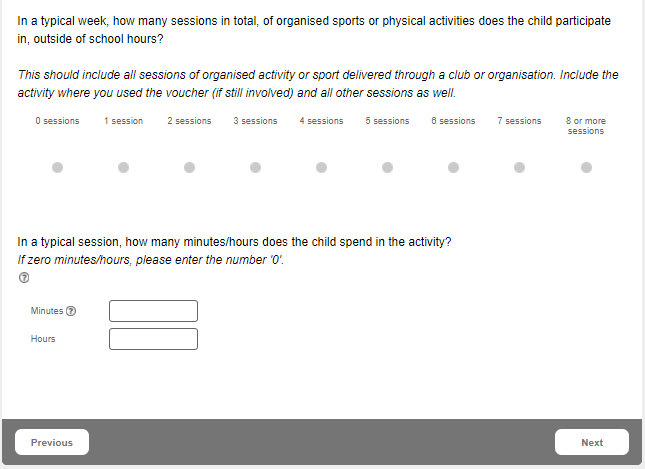 In a typical week, how many sessions in total, of organised sports or physical activities does the child participate
in, outside of school hours?
This should include all sessions of organised activity or sport delivered through a club or organisation. Include the
activity where you used the voucher (if still involved) and all other sessions as well.
0 sessions 1 session 2 sessions 3 sessions 4 sessions 5 sessions 6 sessions 7 sessions 8 or more
sessions
In a typical session, how many minutes/hours does the child spend in the activity?
If zero minutes/hours, please enter the number '0'.
?
Minutes ?
Hours
Previous Next